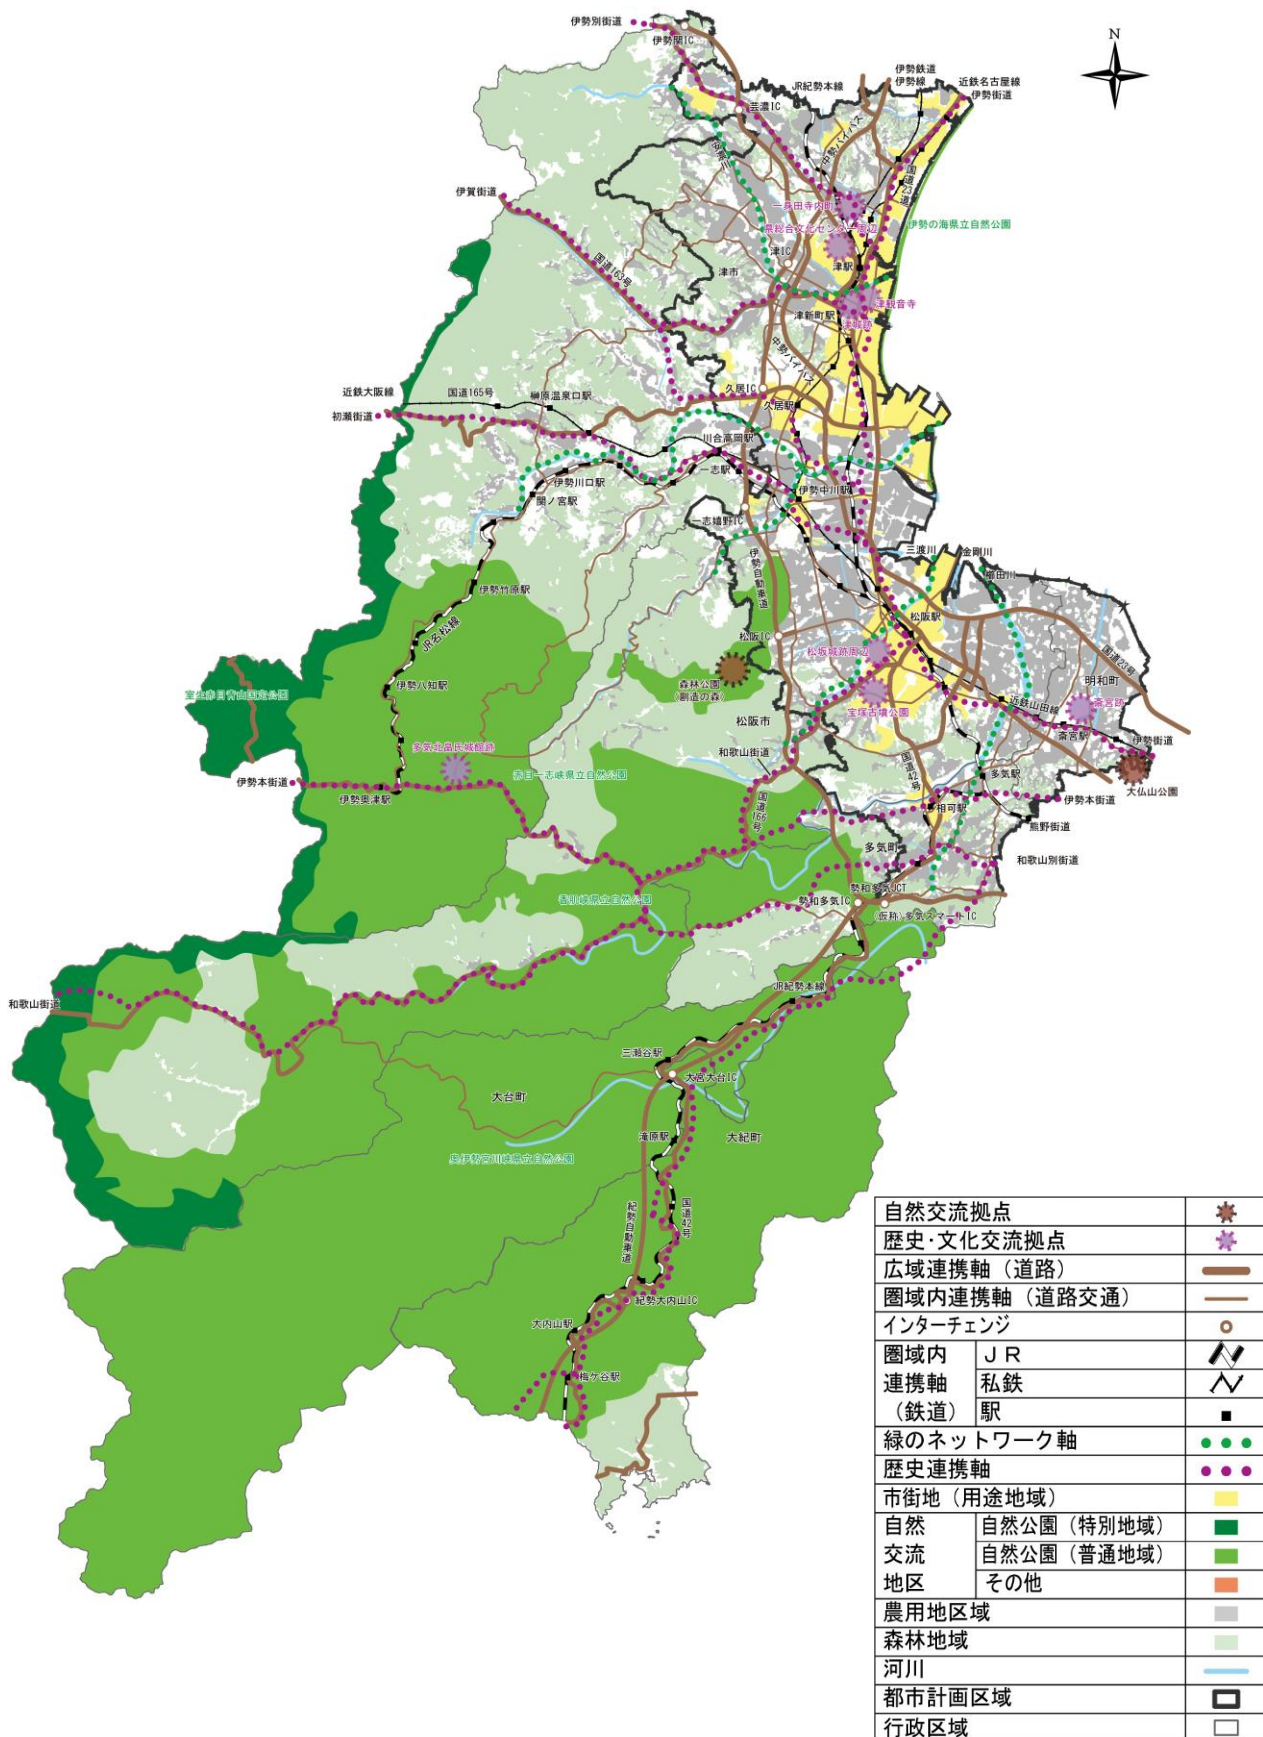 伊勢別街道
伊勢関IC
N
伊勢鉄道
伊勢線
近鉄名古屋線
伊勢街道
JR紀勢本線
芸濃IC
中勢バイパス
国道23号
伊賀街道
一身田寺内町
県総合文化センター周辺
伊勢の海県立自然公園
津IC
津駅
津市
国道163号
津観音寺
津新町駅
津城跡
中勢バイパス
近鉄大阪線
国道165号
榊原温泉口駅
久居IC
初瀬街道
久居駅
川合高岡駅
一志駅
伊勢川口駅
伊勢中川駅
関ノ宮駅
一志嬉野IC
三渡川
金剛川
櫛田川
伊勢自動車道
伊勢竹原駅
松阪駅
JR名松線
松阪IC
松坂城跡周辺
国道23号
森林公園
(創造の森)
明和町
伊勢八知駅
室生赤目青山国定公園
近鉄山田線
斎宮跡
宝塚古墳公園
松阪市
斎宮駅
伊勢街道
多気北畠氏城館跡
和歌山街道
国道42号
赤目一志峡県立自然公園
多気駅
伊勢本街道
大仏山公園
伊勢奥津駅
国道166号
相可駅
伊勢本街道
熊野街道
多気町
和歌山別街道
勢和多気JCT
香肌峡県立自然公園
勢和多気IC
(仮称)多気スマートIC
和歌山街道
JR紀勢本線
三瀬谷駅
大宮大台IC
大台町
滝原駅
大紀町
奥伊勢宮川峡県立自然公園
国道42号
紀勢自動車道
紀勢大内山IC
大内山駅
梅ケ谷駅
自然交流拠点
歴史・文化交流拠点
広域連携軸（道路）
圏域内連携軸（道路交通）
インターチェンジ
圏域内 ＪＲ
連携軸 私鉄
（鉄道） 駅
緑のネットワーク軸
歴史連携軸
市街地（用途地域）
自然 自然公園（特別地域）
交流 自然公園（普通地域）
地区 その他
農用地区域
森林地域
河川
都市計画区域
行政区域